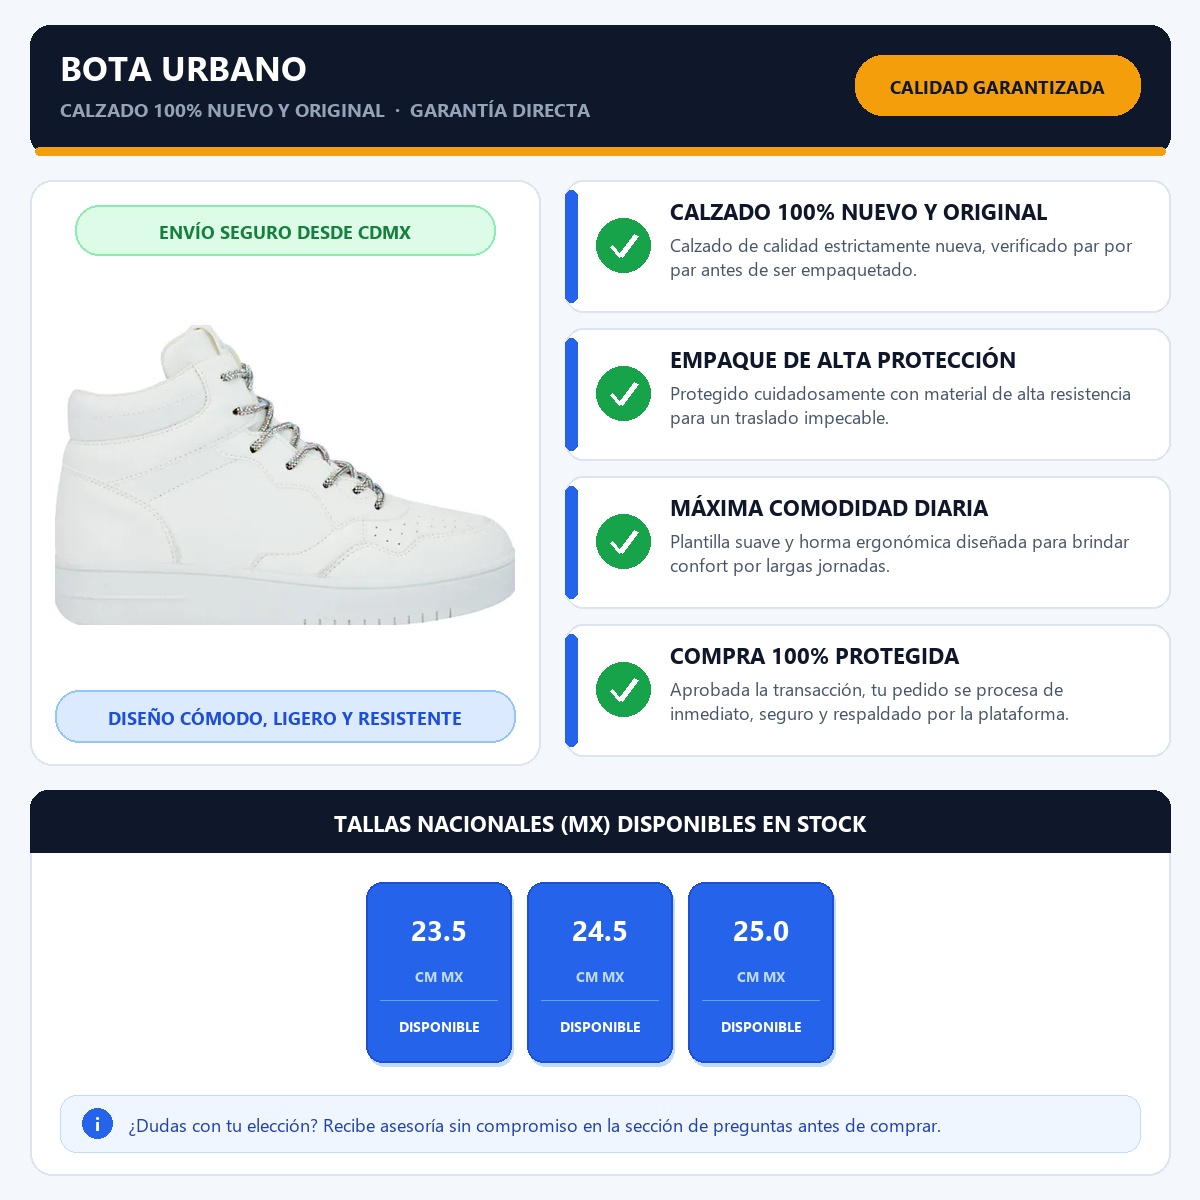 BOTA URBANO
CALZADO 100% NUEVO Y ORIGINAL · GARANTÍA DIRECTA
CALIDAD GARANTIZADA
ENVÍO SEGURO DESDE CDMX
DISEÑO CÓMODO, LIGERO Y RESISTENTE
CALZADO 100% NUEVO Y ORIGINAL
Calzado de calidad estrictamente nueva, verificado par por
par antes de ser empaquetado.
EMPAQUE DE ALTA PROTECCIÓN
Protegido cuidadosamente con material de alta resistencia
para un traslado impecable.
MÁXIMA COMODIDAD DIARIA
Plantilla suave y horma ergonómica diseñada para brindar
confort por largas jornadas.
COMPRA 100% PROTEGIDA
Aprobada la transacción, tu pedido se procesa de
inmediato, seguro y respaldado por la plataforma.
TALLAS NACIONALES (MX) DISPONIBLES EN STOCK
23.5
CM MX
DISPONIBLE
24.5
CM MX
DISPONIBLE
25.0
CM MX
DISPONIBLE
¿Dudas con tu elección? Recibe asesoría sin compromiso en la sección de preguntas antes de comprar.